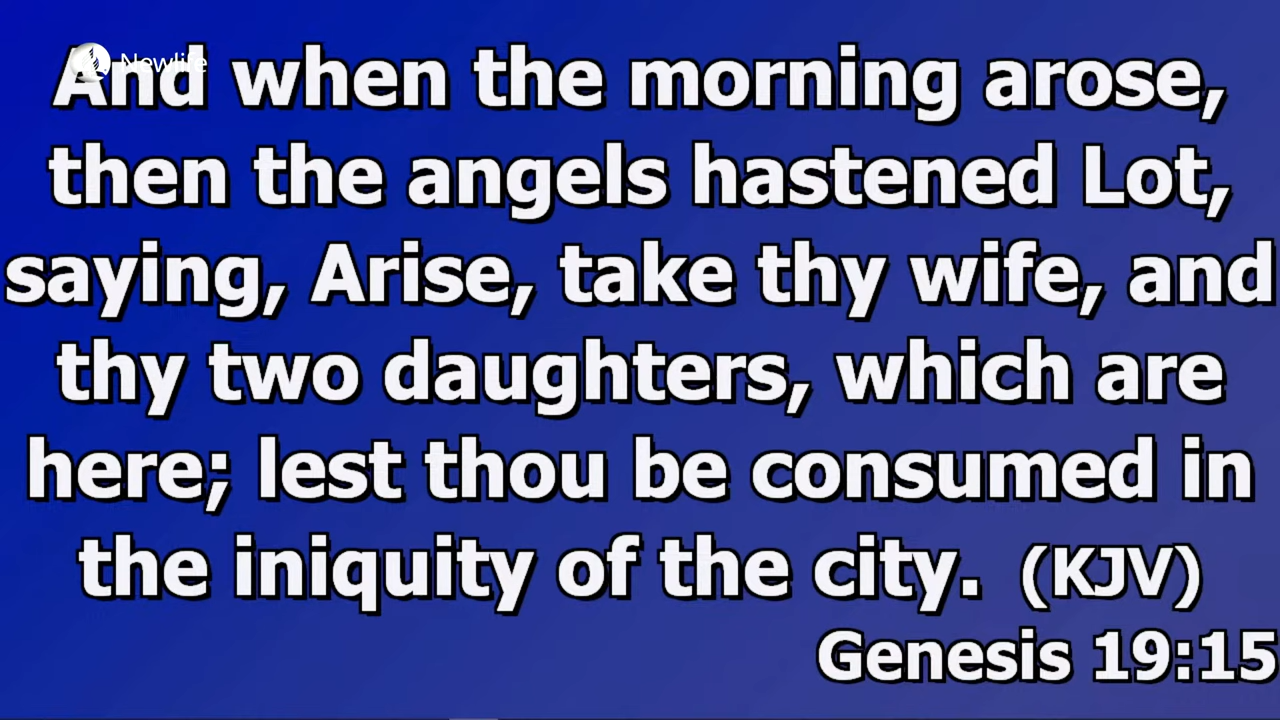 Newlife
And when the morning arose,
then the angels hastened Lot,
saying, Arise, take thy wife, and
thy two daughters, which are
here; lest thou be consumed in
the iniquity of the city. (KJV)
Genesis 19:15